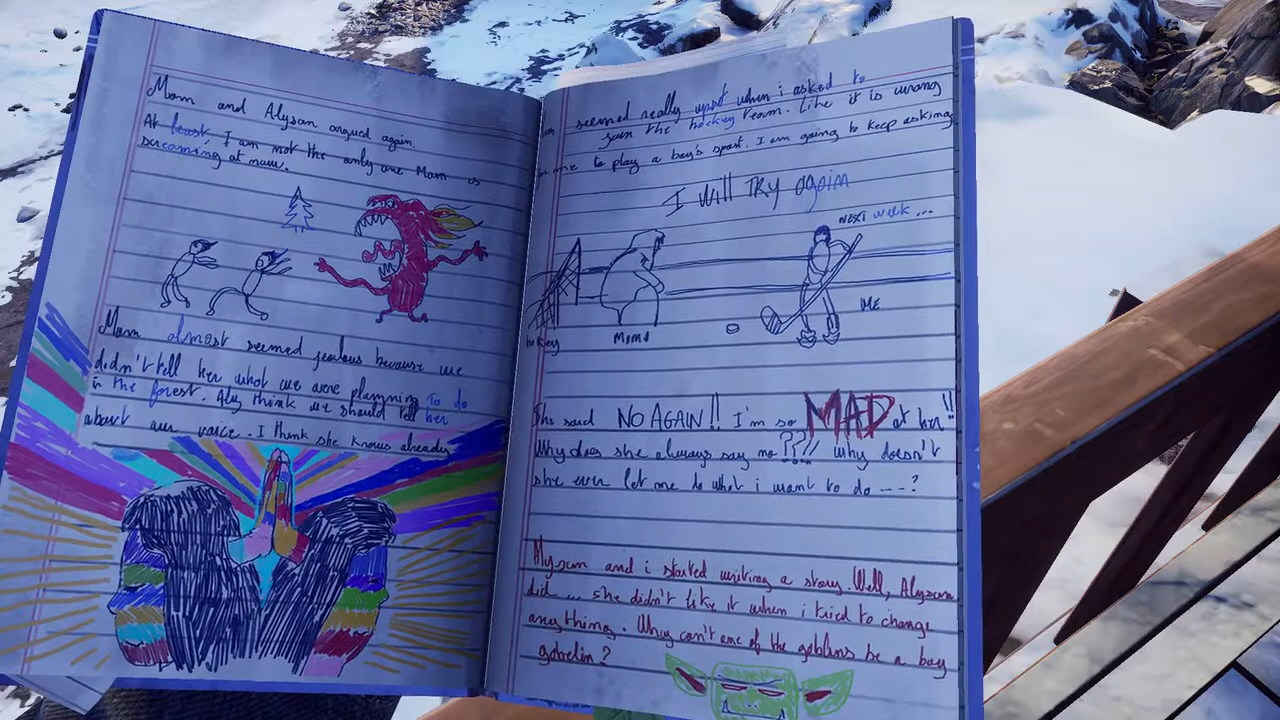 Mom and Alyson argued again.
At least, I am not the only one Mom is
screaming at now.
Mom almost seemed jealous because we
didn't tell her what we were planning to do
in the forest. Aly think we should tell her
about our voice. I think she knows already
seemed really upset when i asked to
join the hockey team. Like it is wrong
me to play a boy's sport. I am going to keep asking
I will TRY again
NEXT week ...
ME
hockey
MOM
She said NO AGAIN!! I'm so MAD at her!!
Why does she always say no ??// why doesn't
she ever let me do what i want to do ---?
Alyson and i started writing a story. Well, Alyson
did ... she didn't like it when i tried to change
anything. Why can't one of the goblins be a boy
goblin?